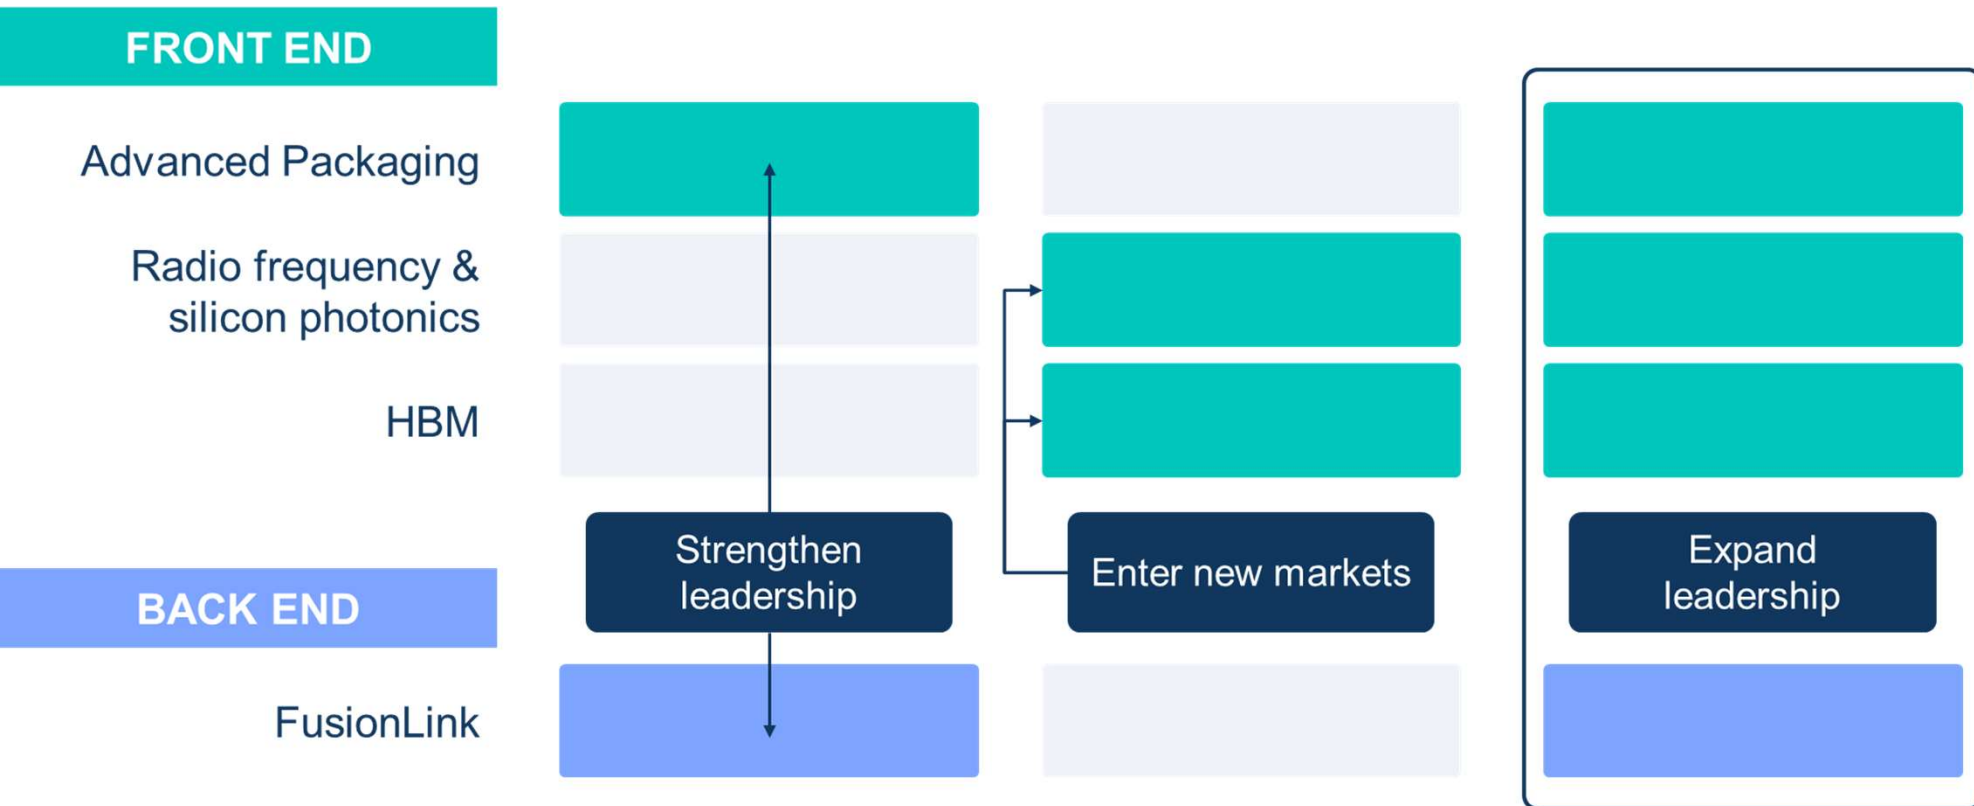 FRONT END
Advanced Packaging
Radio frequency &
silicon photonics
HBM
Strengthen
leadership
Enter new markets
Expand
leadership
BACK END
FusionLink